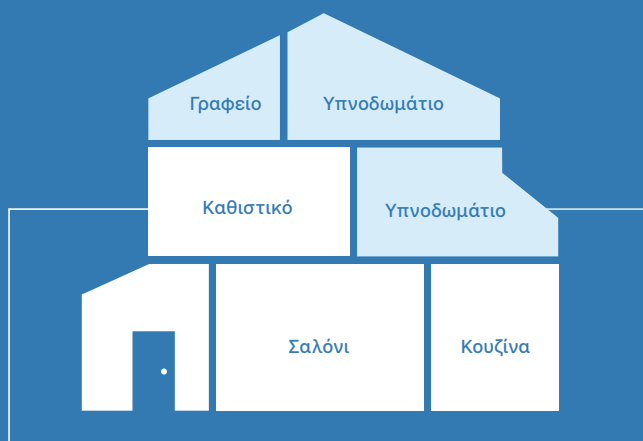 Γραφείο
Υπνοδωμάτιο
Καθιστικό
Υπνοδωμάτιο
Σαλόνι
Κουζίνα